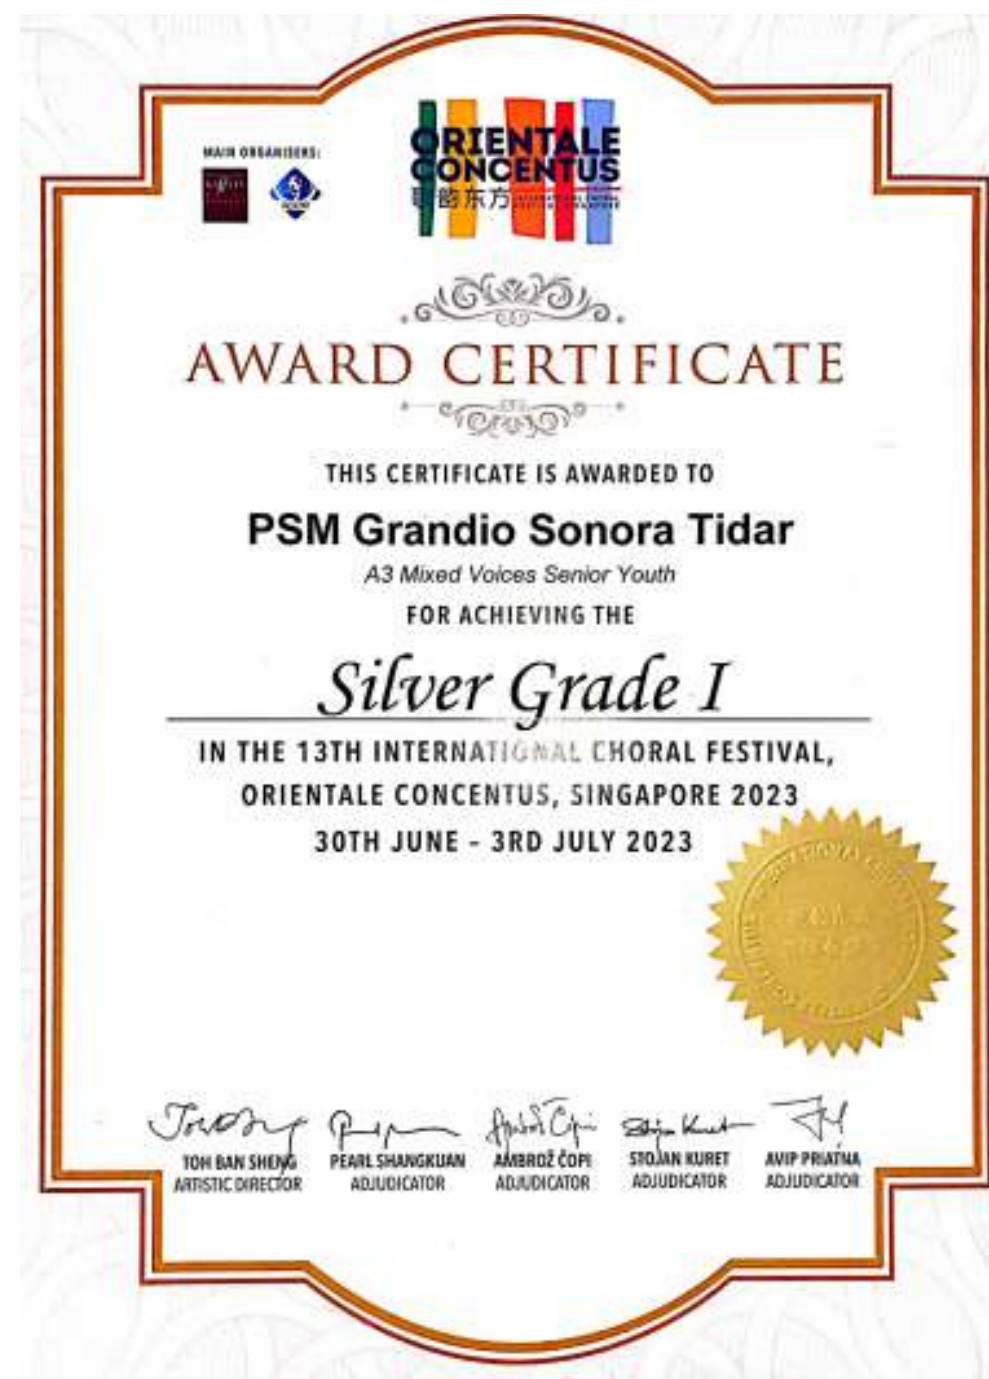 MAIN ORGANISERS:
ORIENTALE
CONCENTUS
韵东方
AWARD CERTIFICATE
THIS CERTIFICATE IS AWARDED TO
PSM Grandio Sonora Tidar
A3 Mixed Voices Senior Youth
FOR ACHIEVING THE
Silver Grade I
IN THE 13TH INTERNATIONAL CHORAL FESTIVAL,
ORIENTALE CONCENTUS, SINGAPORE 2023
30TH JUNE - 3RD JULY 2023
TOH BAN SHENG
ARTISTIC DIRECTOR
PEARL SHANGKUAN
ADJUDICATOR
AMBROŽ ČOPI
ADJUDICATOR
STOJAN KURET
ADJUDICATOR
AVIP PRIATNA
ADJUDICATOR